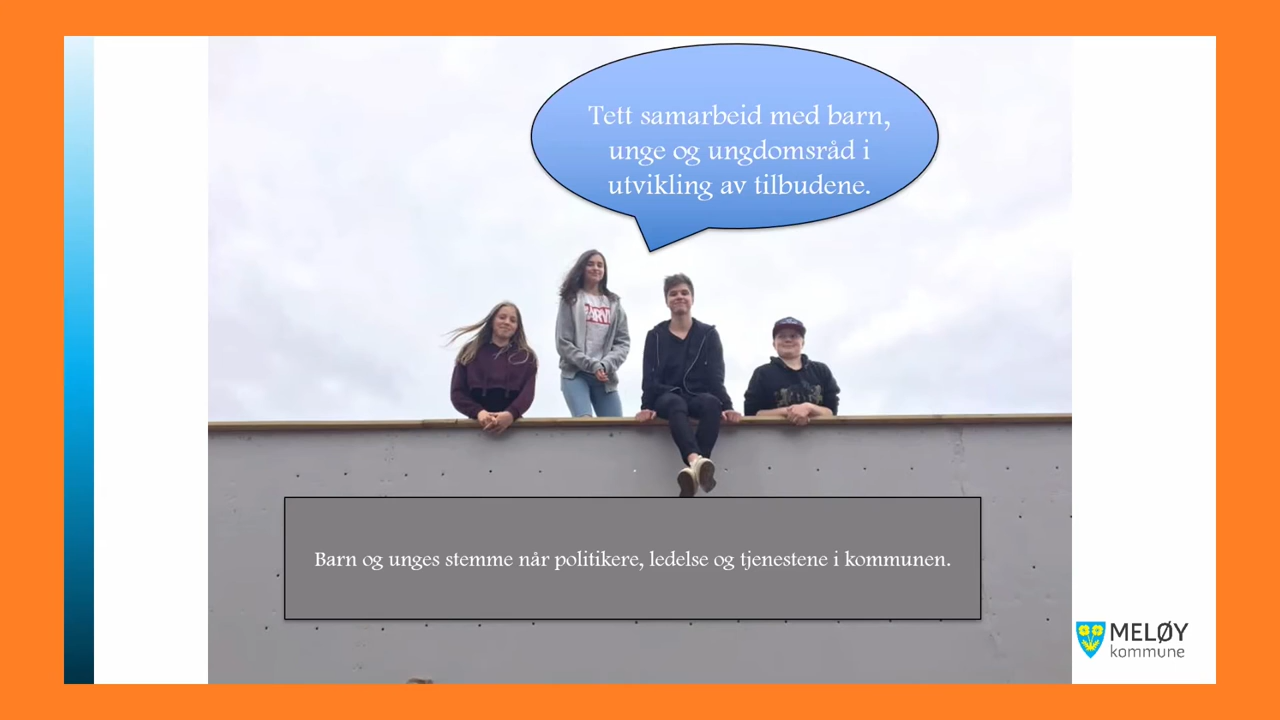 Tett samarbeid med barn,
unge og ungdomsråd i
utvikling av tilbudene.
Barn og unges stemme når politikere, ledelse og tjenestene i kommunen.
MELØY
kommune